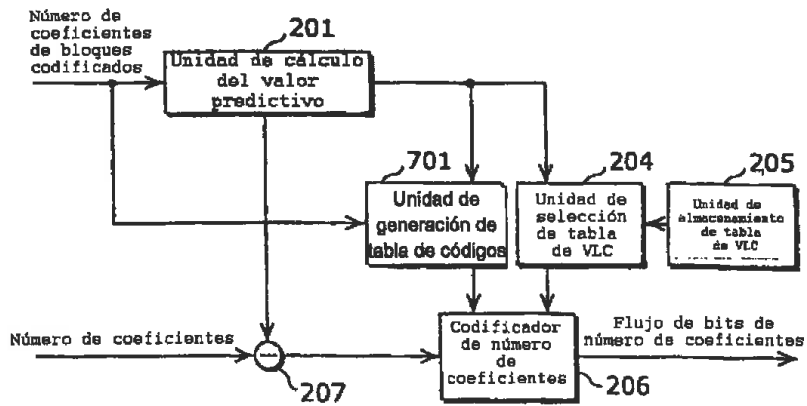 Número de
coeficientes
de bloques
codificados
201
Unidad de cálculo
del valor
predictivo
701
Unidad de
generación de
tabla de códigos
204
Unidad de
selección
de tabla
de VLC
205
Unidad de
almacenamiento
de tabla
de VLC
Número de coeficientes
207
Codificador
de número
de
coeficientes
206
Flujo de bits de
número de coeficientes